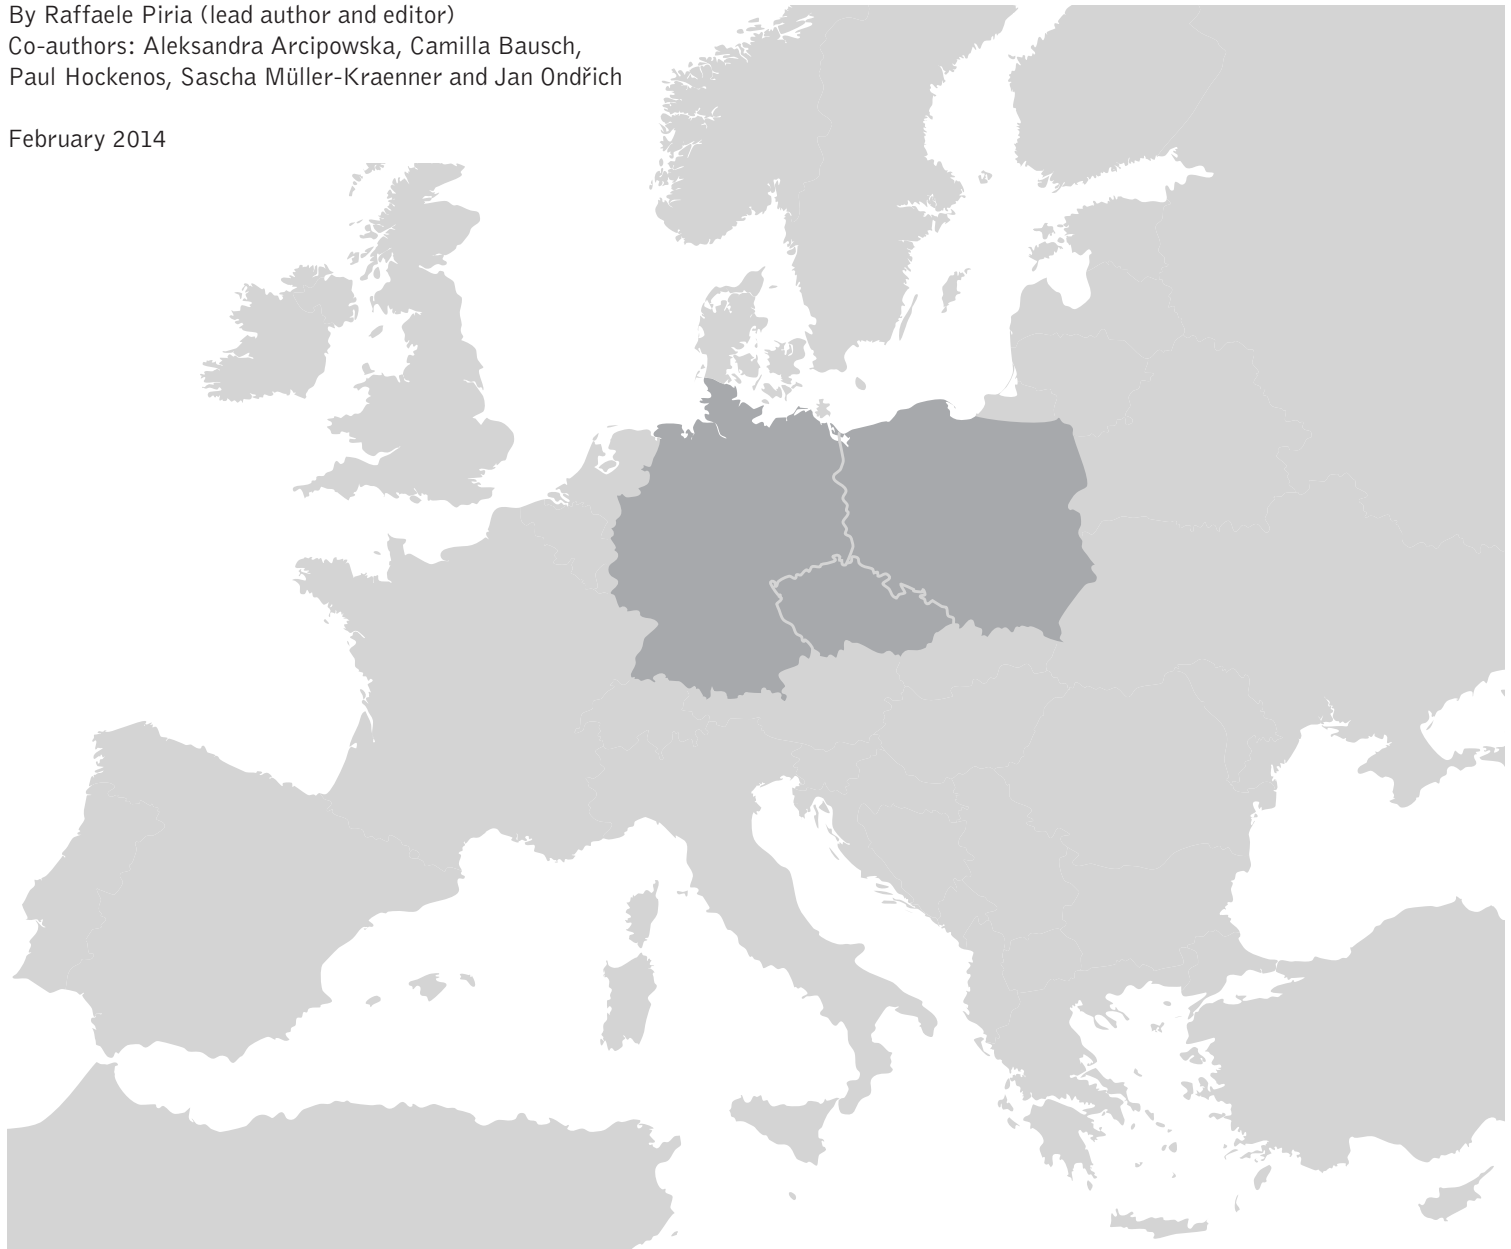 By Raffaele Piria (lead author and editor)
Co-authors: Aleksandra Arcipowska, Camilla Bausch,
Paul Hockenos, Sascha Müller-Kraenner and Jan Ondřich
February 2014